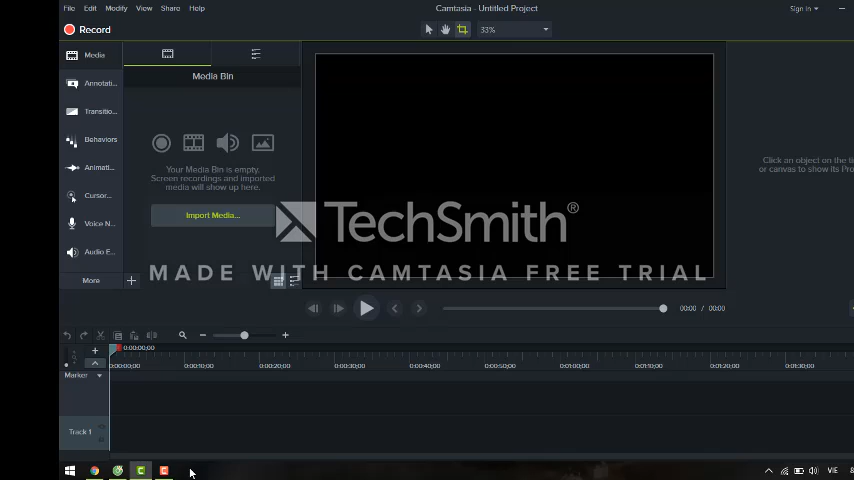 File Edit Modify View Share Help
Camtasia - Untitled Project
Sign in
Record
33%
Media
Annotati...
Transitio...
Behaviors
Animati...
Cursor...
Voice N...
Audio E...
More
Media Bin
Your Media Bin is empty.
Screen recordings and imported
media will show up here.
Import Media...
Click an object on the
or canvas to show its
TechSmith®
MADE WITH CAMTASIA FREE TRIAL
00:00 / 00:00
0:00:00;00
0:00:00;00 0:00:10;00 0:00:20;00 0:00:30;00 0:00:40;00 0:00:50;00 0:01:00;00 0:01:10;00 0:01:20;00 0:01:30;00
Marker
Track 1
VIE